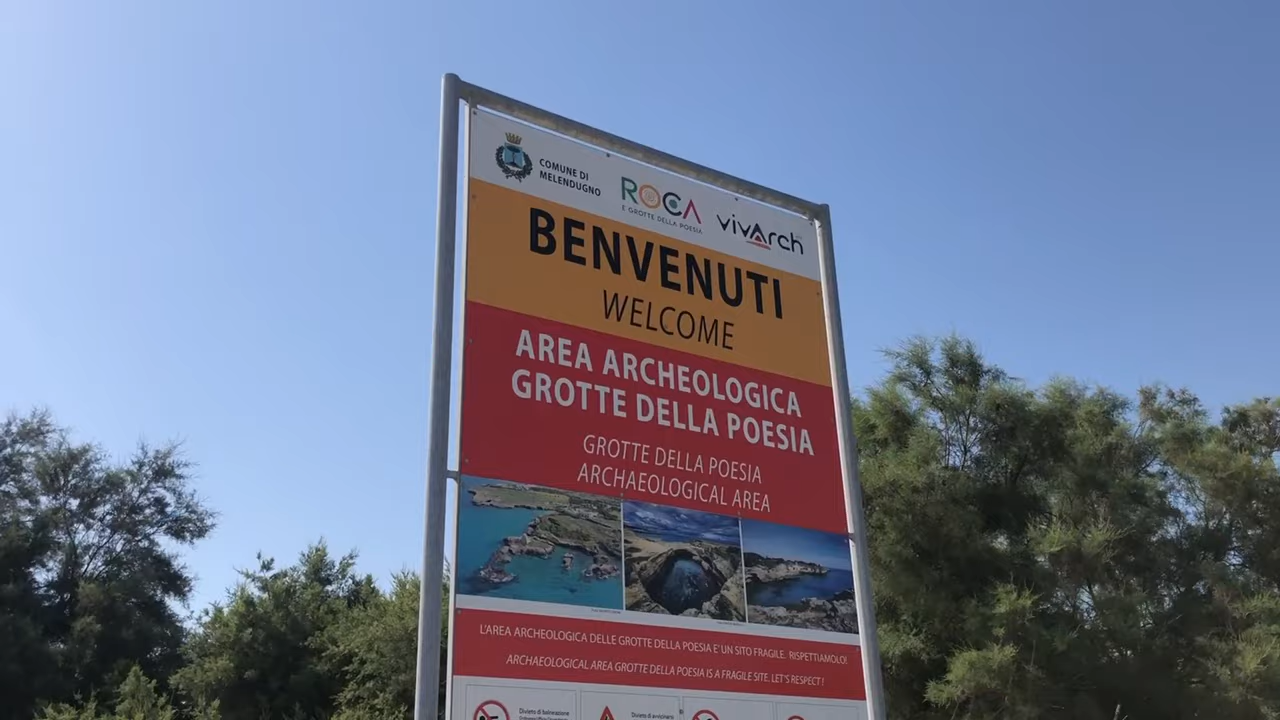 COMUNE DI
MELENDUGNO
ROCA
E GROTTE DELLA POESIA
vivArch
BENVENUTI
WELCOME
AREA ARCHEOLOGICA
GROTTE DELLA POESIA
GROTTE DELLA POESIA
ARCHAEOLOGICAL AREA
L'AREA ARCHEOLOGICA DELLE GROTTE DELLA POESIA E' UN SITO FRAGILE. RISPETTIAMOLO!
ARCHAEOLOGICAL AREA GROTTE DELLA POESIA IS A FRAGILE SITE. LET'S RESPECT !
Divieto di balneazione
Divieto di avvicinarsi